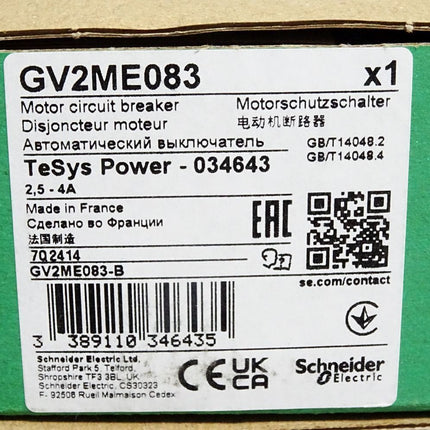 GV2ME083 x1
Motor circuit breaker Motorschutzschalter
Disjoncteur moteur 电动机断路器
Автоматический выключатель GB/T14048.2
GB/T14048.4
TeSys Power - 034643
2,5 - 4A
Made in France
Сделано во Франции
法国制造
7Q2414
GV2ME083-B
EAC
se.com/contact
3 389110 346435
Schneider Electric Ltd,
Stafford Park 5, Telford,
Shropshire TF3 3BL, UK
Schneider Electric, CS30323
F- 92506 Rueil Malmaison Cedex
CE UK CA
Schneider Electric